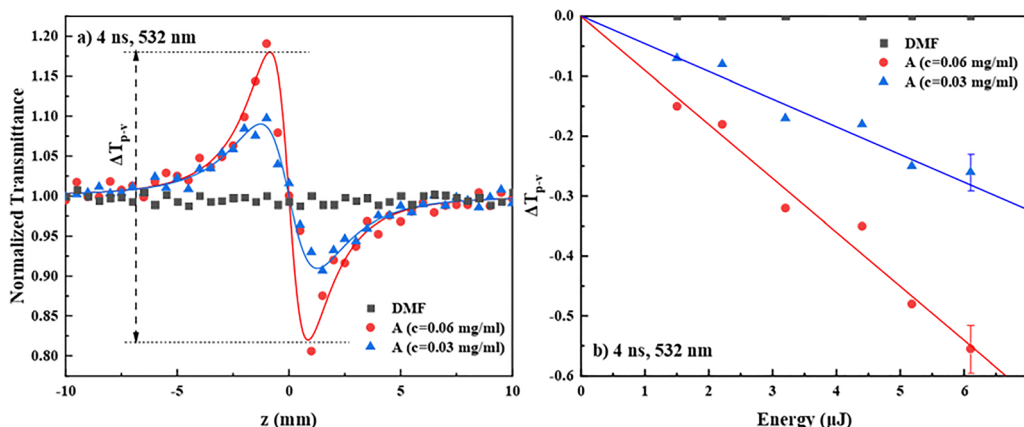 a) 4 ns, 532 nm
1.20
1.15
1.10
1.05
1.00
0.95
0.90
0.85
0.80
Normalized Transmittance
ΔTp-v
DMF
A (c=0.06 mg/ml)
A (c=0.03 mg/ml)
-10 -5 0 5 10
z (mm)
0.0
-0.1
-0.2
-0.3
-0.4
-0.5
-0.6
ΔTp-v
DMF
A (c=0.06 mg/ml)
A (c=0.03 mg/ml)
b) 4 ns, 532 nm
0 1 2 3 4 5 6
Energy (μJ)